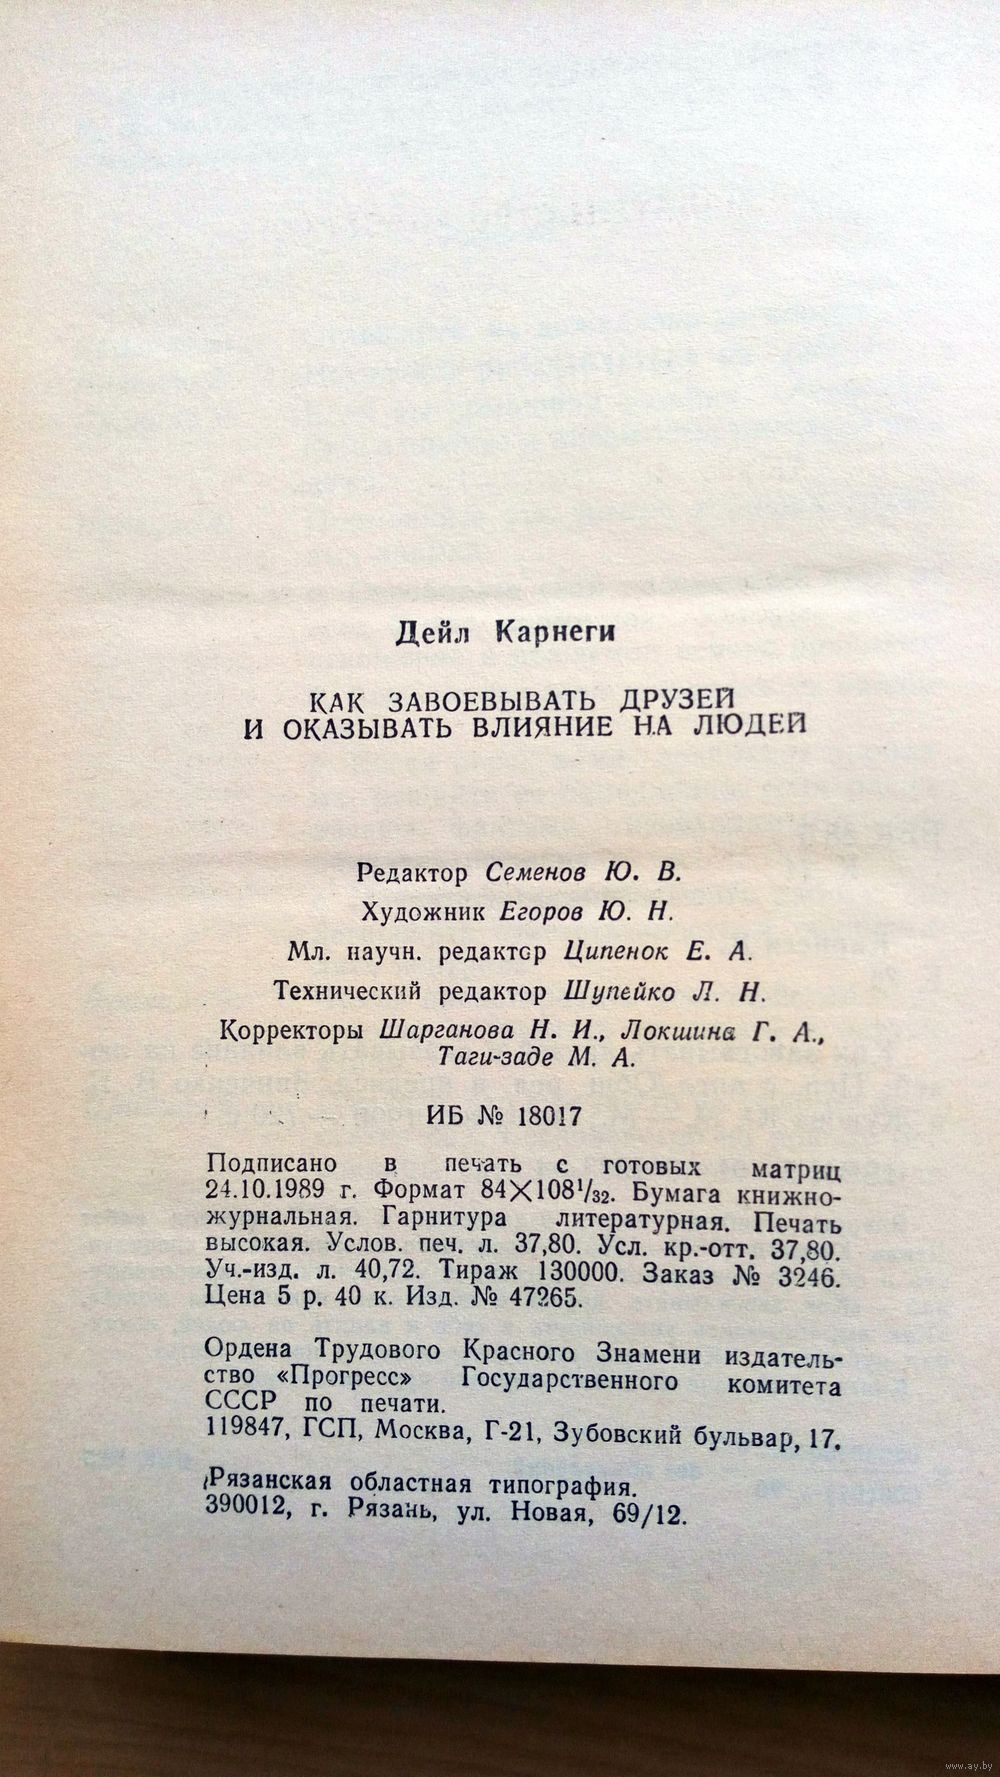 Дейл Карнеги
КАК ЗАВОЕВЫВАТЬ ДРУЗЕЙ
И ОКАЗЫВАТЬ ВЛИЯНИЕ НА ЛЮДЕЙ
Редактор Семенов Ю. В.
Художник Егоров Ю. Н.
Мл. научн. редактор Ципенок Е. А.
Технический редактор Шупейко Л. Н.
Корректоры Шарганова Н. И., Локшина Г. А.,
Таги-заде М. А.
ИБ № 18017
Подписано в печать с готовых матриц
24.10.1989 г. Формат 84×108¹/₃₂. Бумага книжно-
журнальная. Гарнитура литературная. Печать
высокая. Услов. печ. л. 37,80. Усл. кр.-отт. 37,80.
Уч.-изд. л. 40,72. Тираж 130000. Заказ № 3246.
Цена 5 р. 40 к. Изд. № 47265.
Ордена Трудового Красного Знамени издатель-
ство «Прогресс» Государственного комитета
СССР по печати.
119847, ГСП, Москва, Г-21, Зубовский бульвар, 17.
Рязанская областная типография.
390012, г. Рязань, ул. Новая, 69/12.
www.ay.by